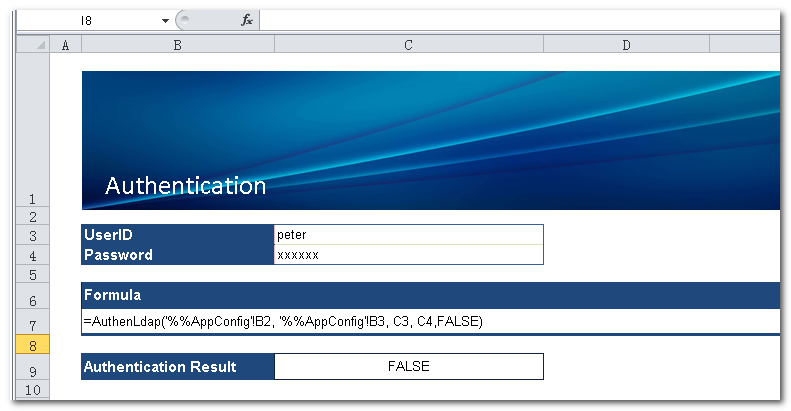 I8 fx
A B C D
1 Authentication
2
3 UserID peter
4 Password xxxxxx
5
6 Formula
7 =AuthenLdap('%%AppConfig'!B2, '%%AppConfig'!B3, C3, C4,FALSE)
8
9 Authentication Result FALSE
10